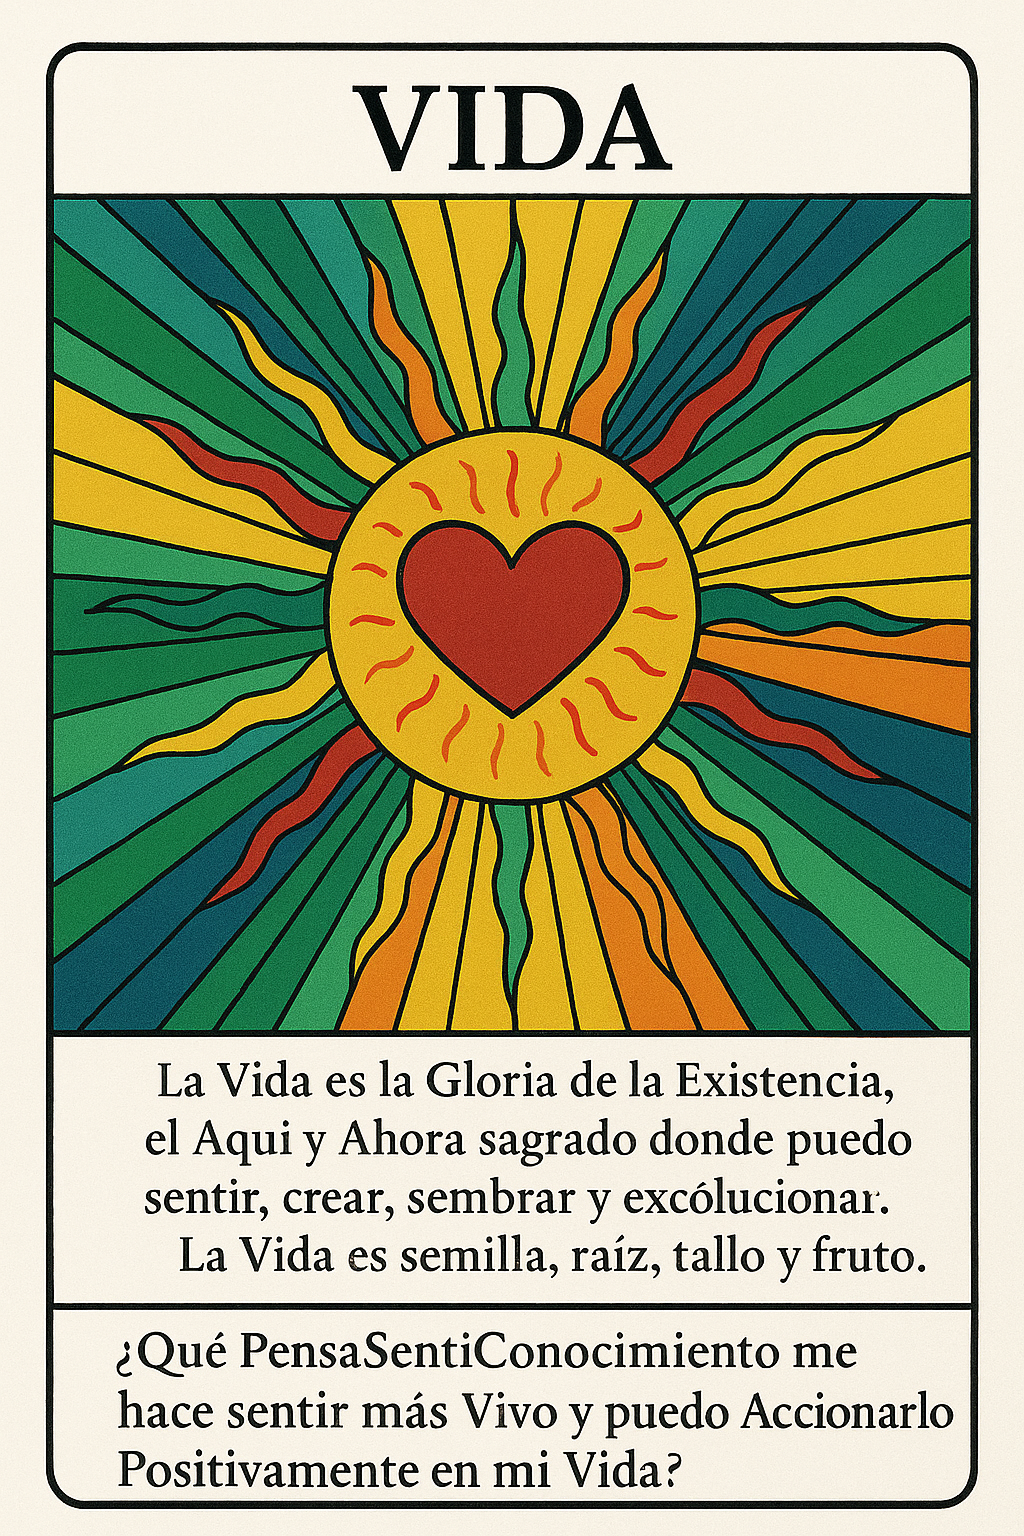 VIDA
La Vida es la Gloria de la Existencia,
el Aqui y Ahora sagrado donde puedo
sentir, crear, sembrar y excólucionar.
La Vida es semilla, raíz, tallo y fruto.
¿Qué PensaSentiConocimiento me
hace sentir más Vivo y puedo Accionarlo
Positivamente en mi Vida?